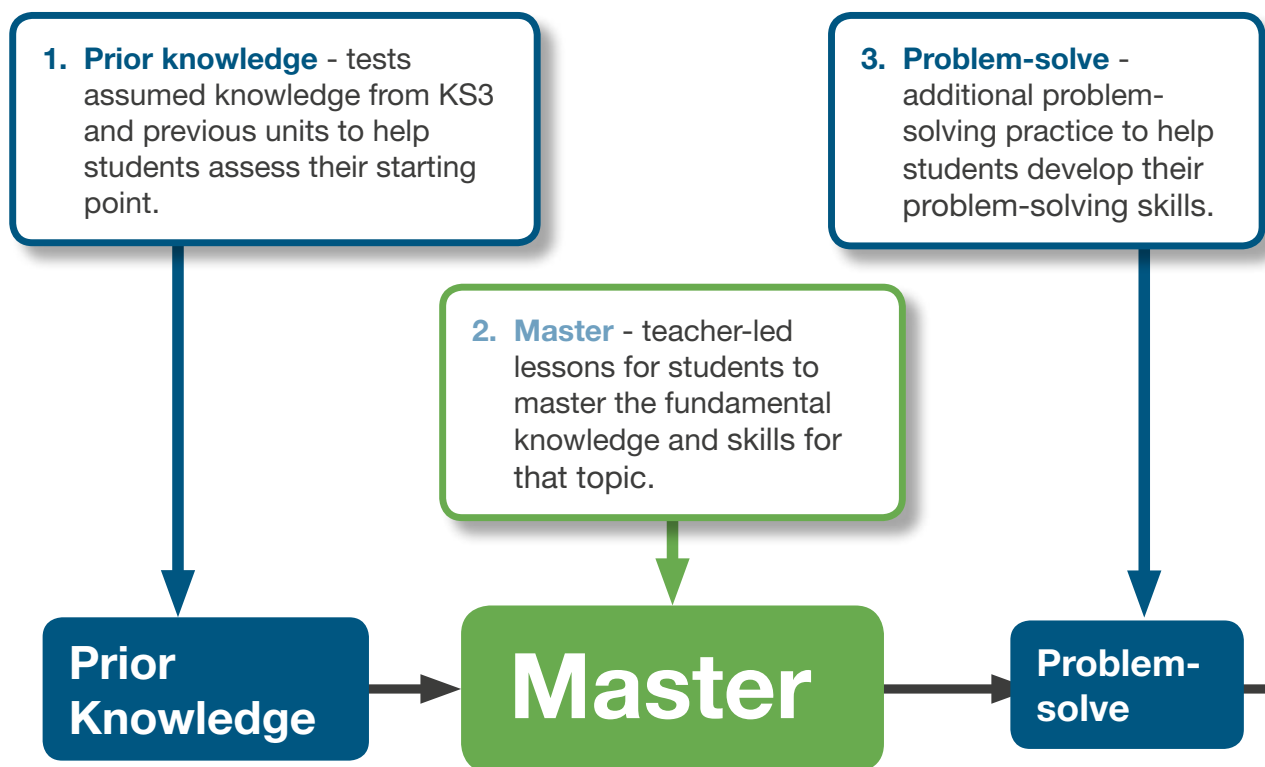 1. Prior knowledge - tests
assumed knowledge from KS3
and previous units to help
students assess their starting
point.
3. Problem-solve -
additional problem-
solving practice to help
students develop their
problem-solving skills.
2. Master - teacher-led
lessons for students to
master the fundamental
knowledge and skills for
that topic.
Prior
Knowledge
Master
Problem-
solve